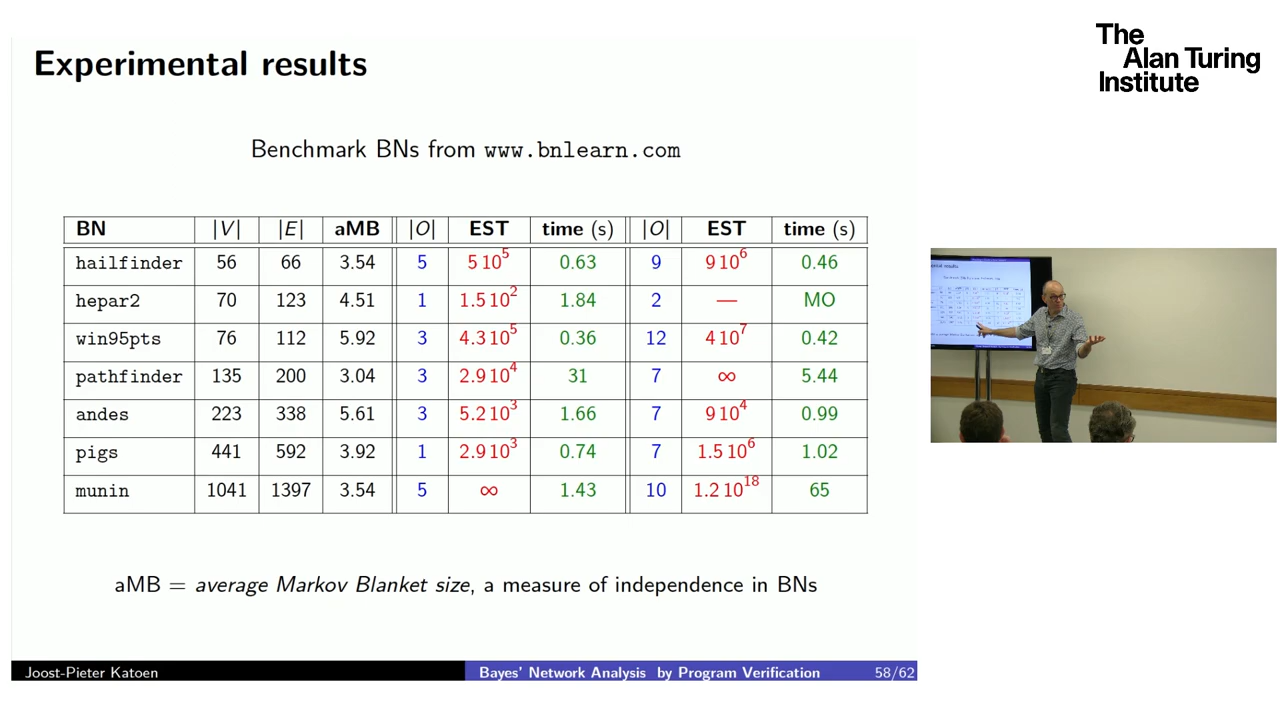 The
Alan Turing
Institute
Experimental results
Benchmark BNs from www.bnlearn.com
BN |V| |E| aMB |O| EST time (s) |O| EST time (s)
hailfinder 56 66 3.54 5 5 10^5 0.63 9 9 10^6 0.46
hepar2 70 123 4.51 1 1.5 10^2 1.84 2 — MO
win95pts 76 112 5.92 3 4.3 10^5 0.36 12 4 10^7 0.42
pathfinder 135 200 3.04 3 2.9 10^4 31 7 ∞ 5.44
andes 223 338 5.61 3 5.2 10^3 1.66 7 9 10^4 0.99
pigs 441 592 3.92 1 2.9 10^3 0.74 7 1.5 10^6 1.02
munin 1041 1397 3.54 5 ∞ 1.43 10 1.2 10^18 65
aMB = average Markov Blanket size, a measure of independence in BNs
Joost-Pieter Katoen Bayes' Network Analysis by Program Verification 58/62